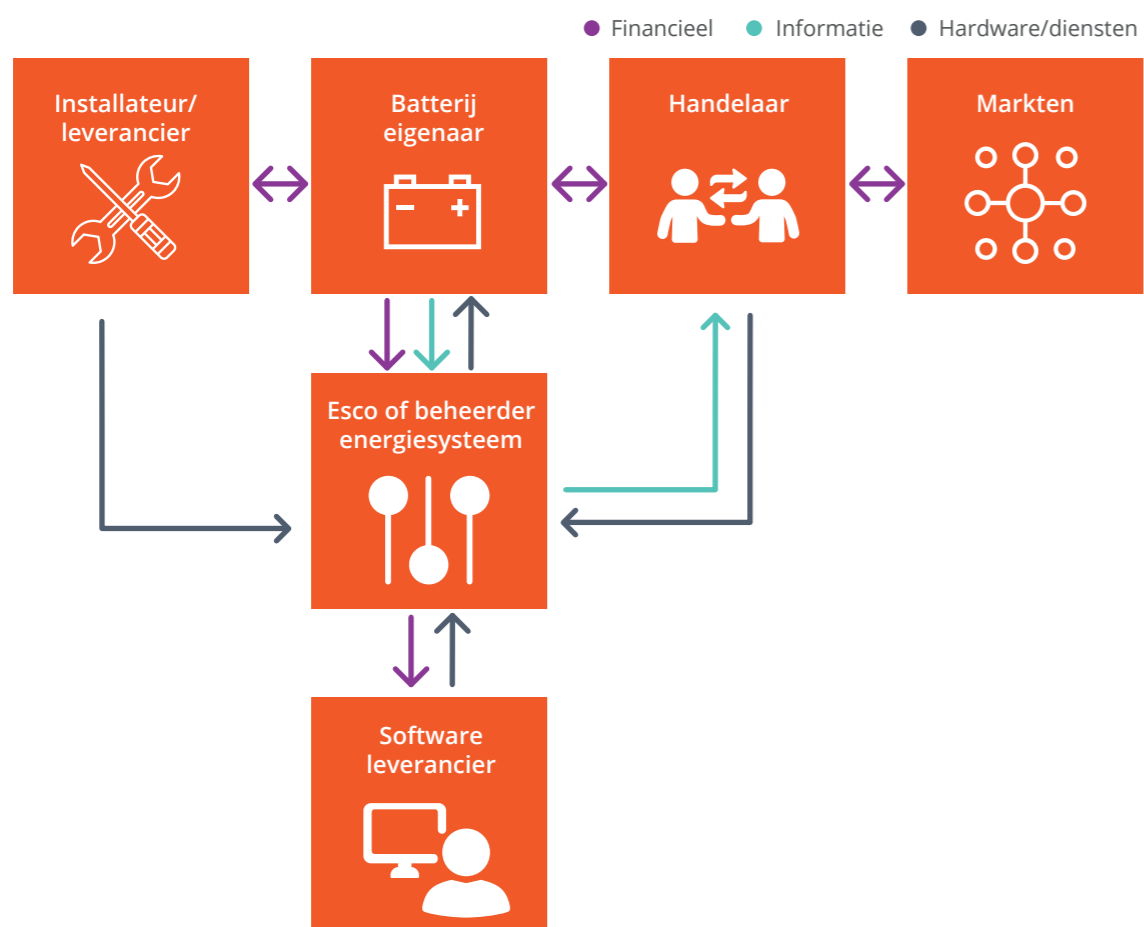 Financieel
Informatie
Hardware/diensten
Installateur/
leverancier
Batterij
eigenaar
Handelaar
Markten
Esco of beheerder
energiesysteem
Software
leverancier